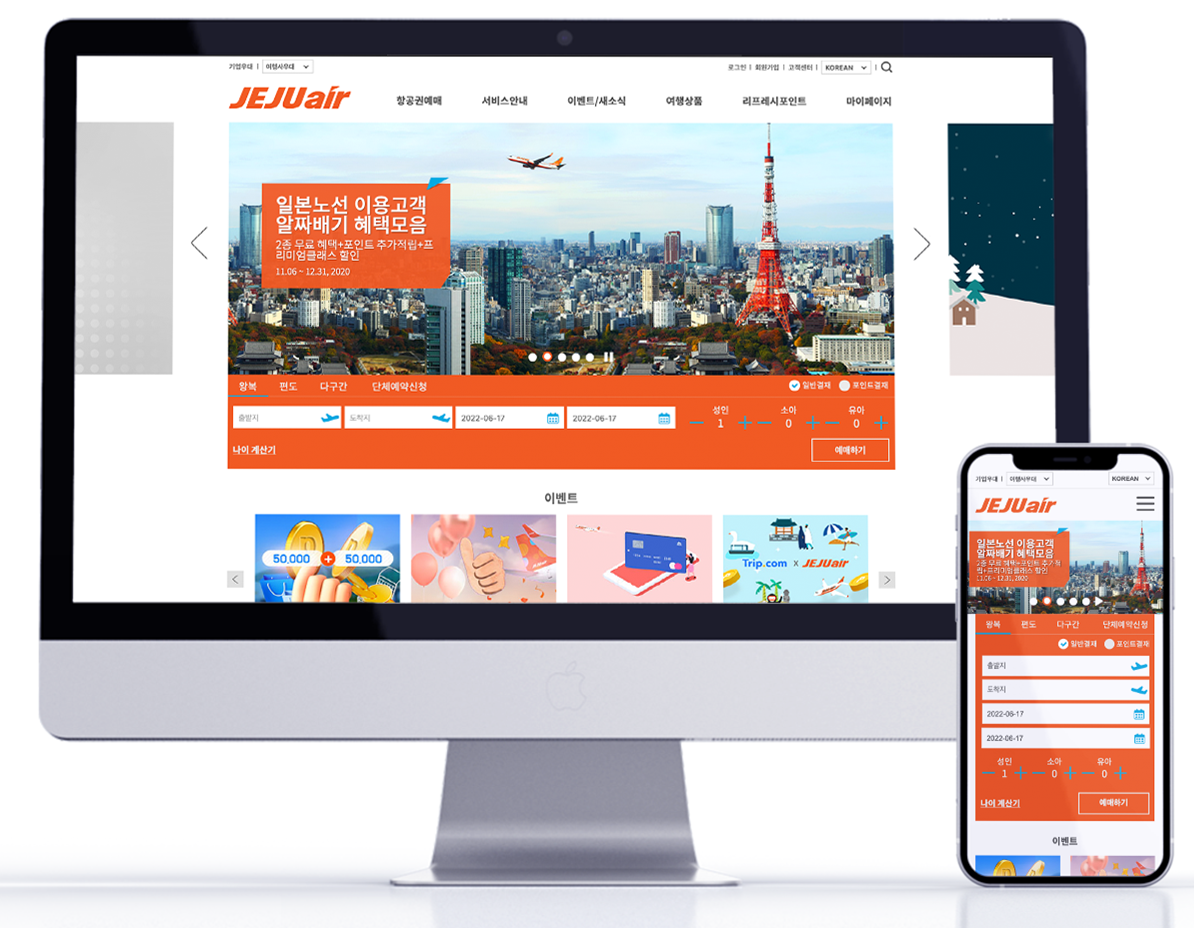 기업우대 | 여행사우대
로그인 | 회원가입 | 고객센터 | KOREAN |
JEJUair
항공권예매 서비스안내 이벤트/새소식 여행상품 리프레시포인트 마이페이지
일본노선 이용고객
알짜배기 혜택모음
2종 무료 혜택+포인트 추가적립+프
리미엄클래스 할인
11.06 ~ 12.31, 2020
왕복 편도 다구간 단체예약신청
일반결제 포인트결제
성인 소아 유아
출발지 도착지 2022-06-17 2022-06-17
1 0 0
나이 계산기
예매하기
이벤트
50,000 + 50,000
Trip.com x JEJUair
기업우대 | 여행사우대
KOREAN
JEJUair
일본노선 이용고객
알짜배기 혜택모음
2종 무료 혜택+포인트 추가적
립+프리미엄클래스 할인
11.06 ~ 12.31, 2020
왕복 편도 다구간 단체예약신청
일반결제 포인트결제
출발지
도착지
2022-06-17
2022-06-17
성인 소아 유아
1 0 0
나이 계산기
예매하기
이벤트